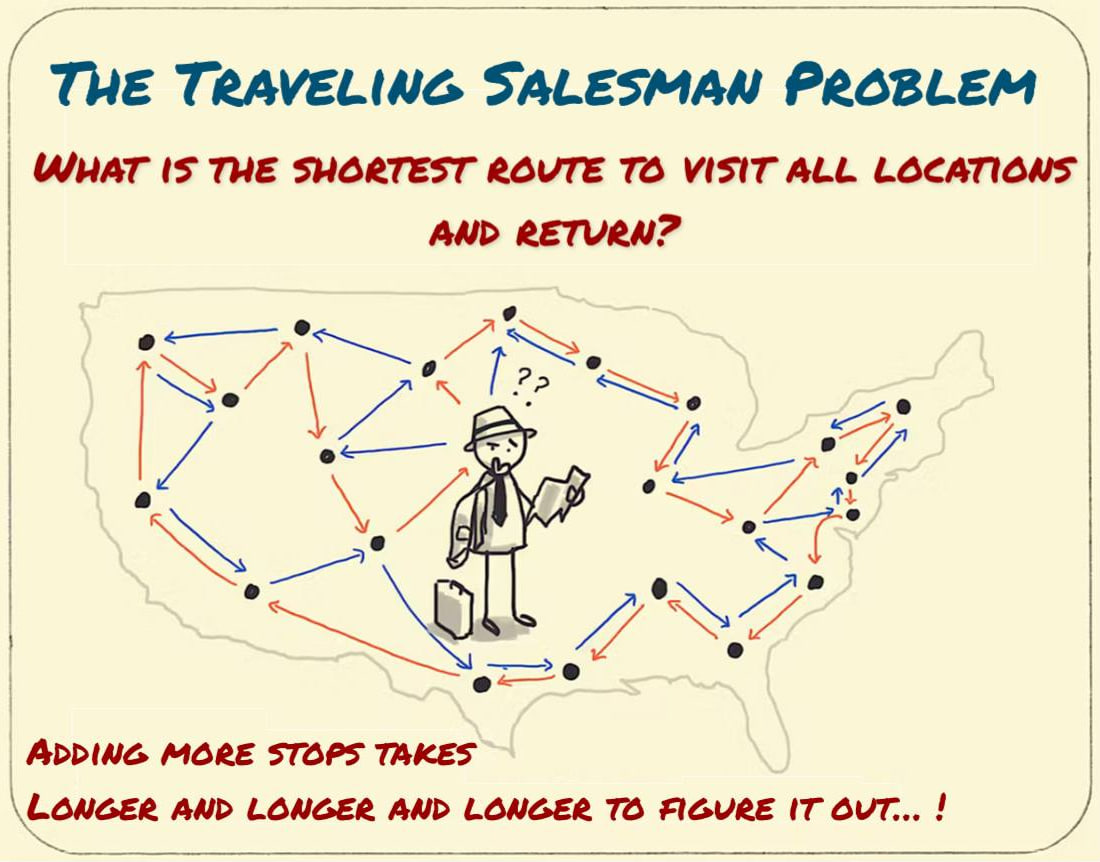 The Traveling Salesman Problem
What is the shortest route to visit all locations
and return?
??
Adding more stops takes
Longer and longer and longer to figure it out... !